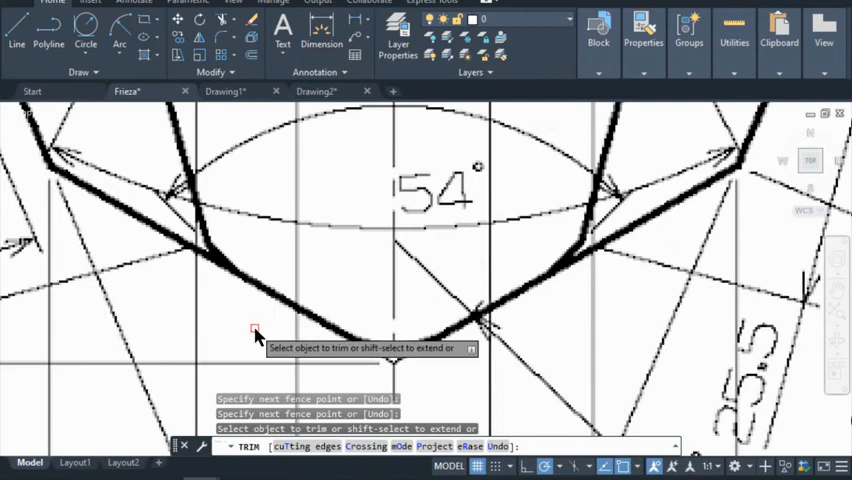 Home Insert Annotate View Manage Output Express Tools
Line Polyline Circle Arc
Text Dimension
Layer Properties
0
Block Properties Groups Utilities Clipboard View
Draw Modify Annotation Layers
Start Frieza* Drawing1* Drawing2*
N
W TOP E
S
WCS
54°
35.5
Select object to trim or shift-select to extend or
Specify next fence point or [Undo]:
Specify next fence point or [Undo]:
Select object to trim or shift-select to extend or
TRIM [cuTting edges Crossing mOde Project eRase Undo]:
Model Layout1 Layout2
MODEL 1:1